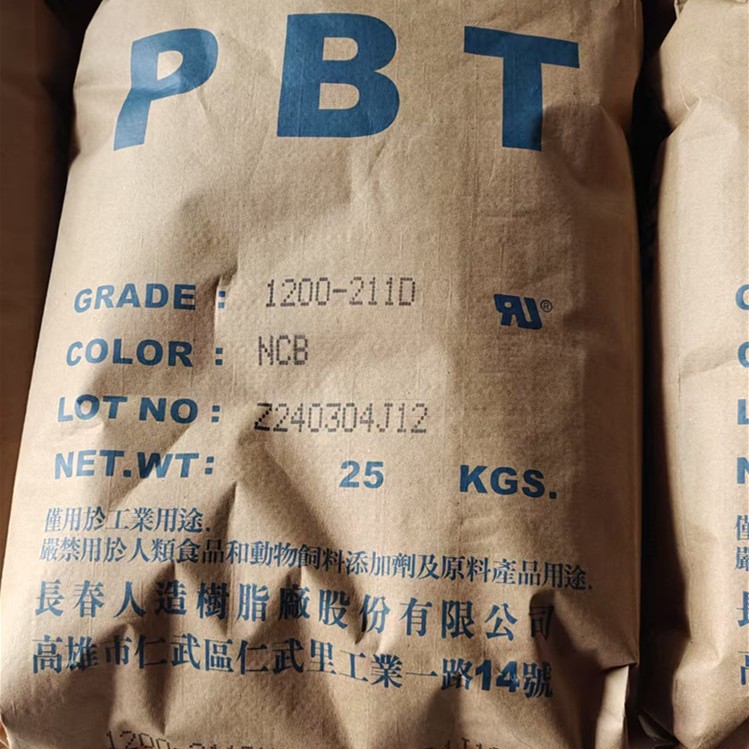 PBT
GRADE : 1200-211D
COLOR : NCB
LOT NO : Z240304J12
NET.WT: 25 KGS.
僅用於工業用途.
嚴禁用於人類食品和動物飼料添加劑及原料產品用途.
長春人造樹脂廠股份有限公司
高雄市仁武區仁武里工業一路14號